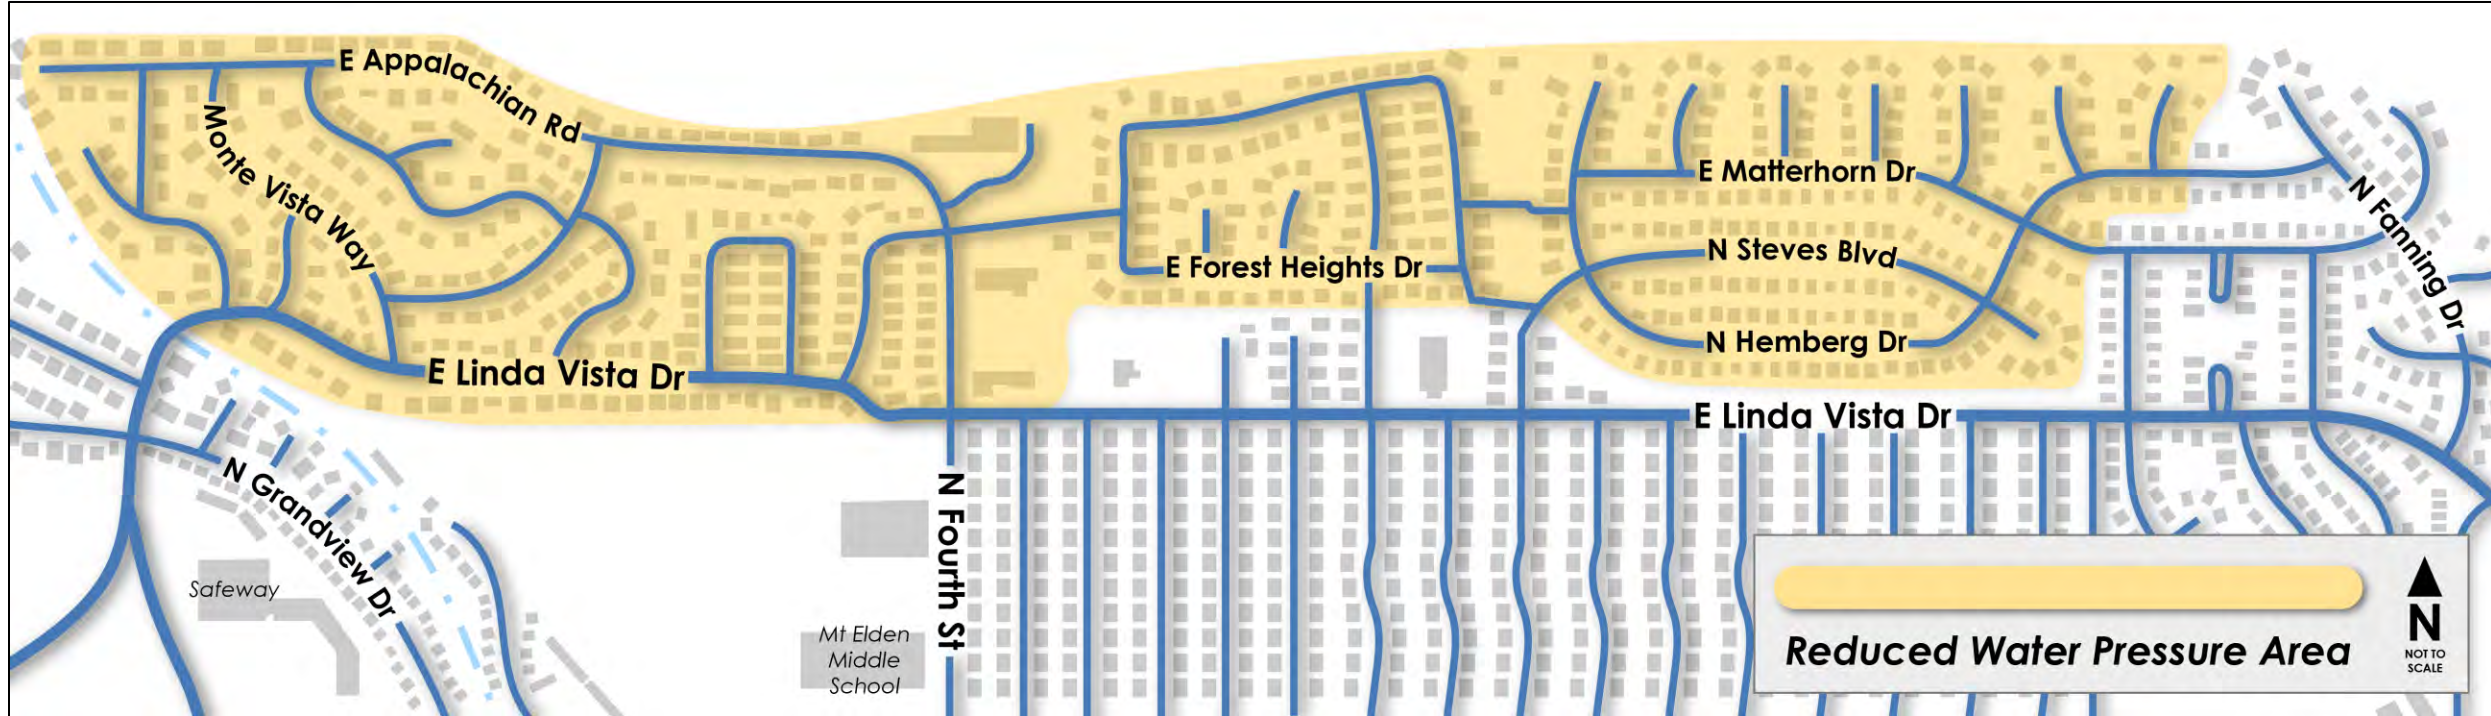 E Appalachian Rd
Monte Vista Way
E Matterhorn Dr
N Fanning Dr
N Steves Blvd
E Forest Heights Dr
N Hemberg Dr
E Linda Vista Dr
E Linda Vista Dr
N Grandview Dr
N Fourth St
Safeway
Mt Elden
Middle
School
Reduced Water Pressure Area
N
NOT TO
SCALE